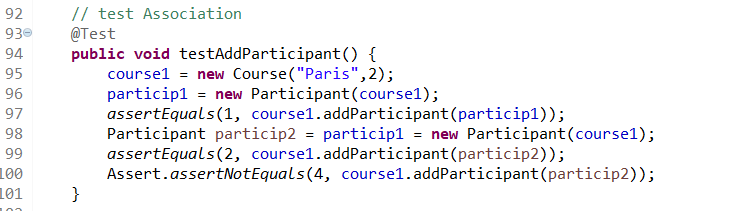 92 // test Association
93 @Test
94 public void testAddParticipant() {
95 course1 = new Course("Paris",2);
96 particip1 = new Participant(course1);
97 assertEquals(1, course1.addParticipant(particip1));
98 Participant particip2 = particip1 = new Participant(course1);
99 assertEquals(2, course1.addParticipant(particip2));
100 Assert.assertNotEquals(4, course1.addParticipant(particip2));
101 }